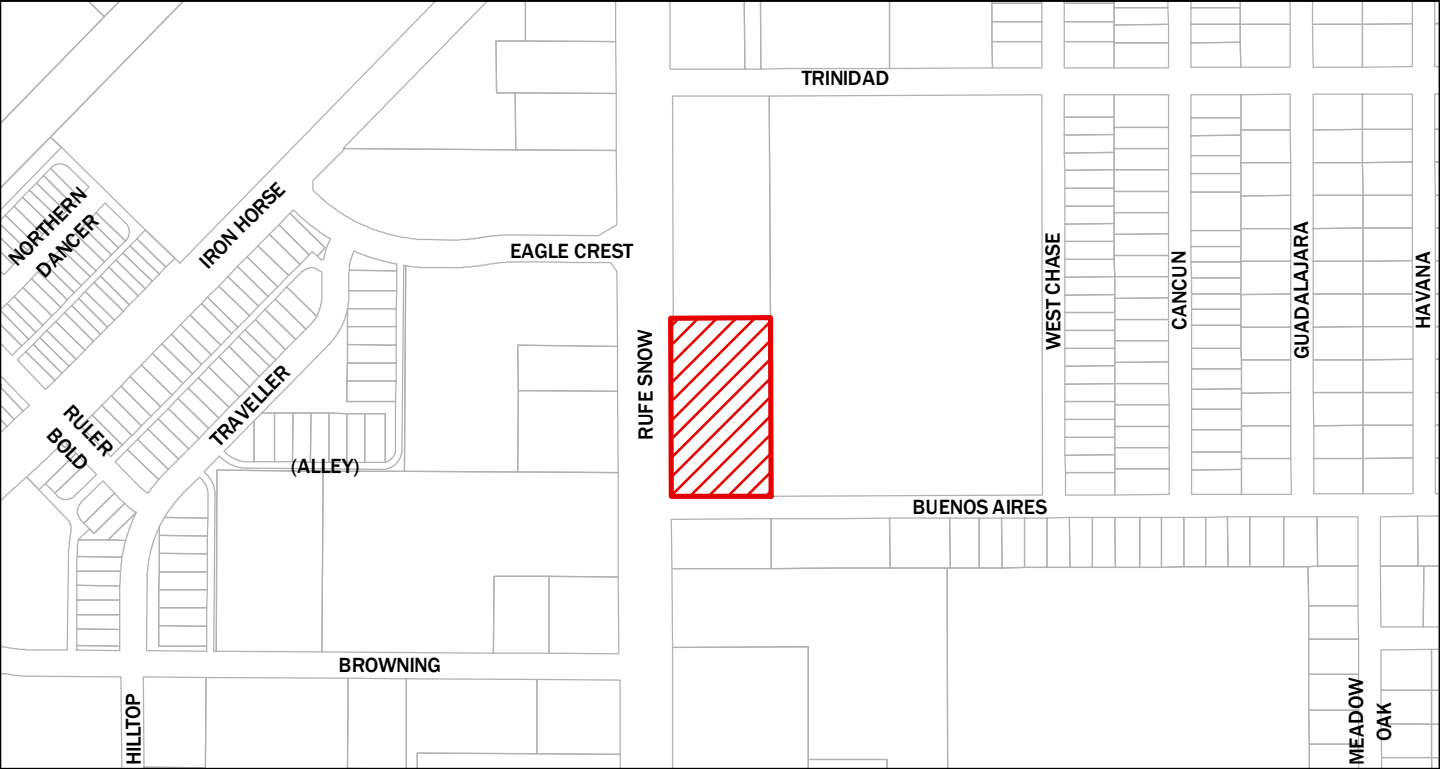 TRINIDAD
NORTHERN
DANCER
IRON HORSE
EAGLE CREST
WEST CHASE
CANCUN
GUADALAJARA
HAVANA
RUFE SNOW
TRAVELLER
RULER
BOLD
(ALLEY)
BUENOS AIRES
BROWNING
HILLTOP
MEADOW
OAK